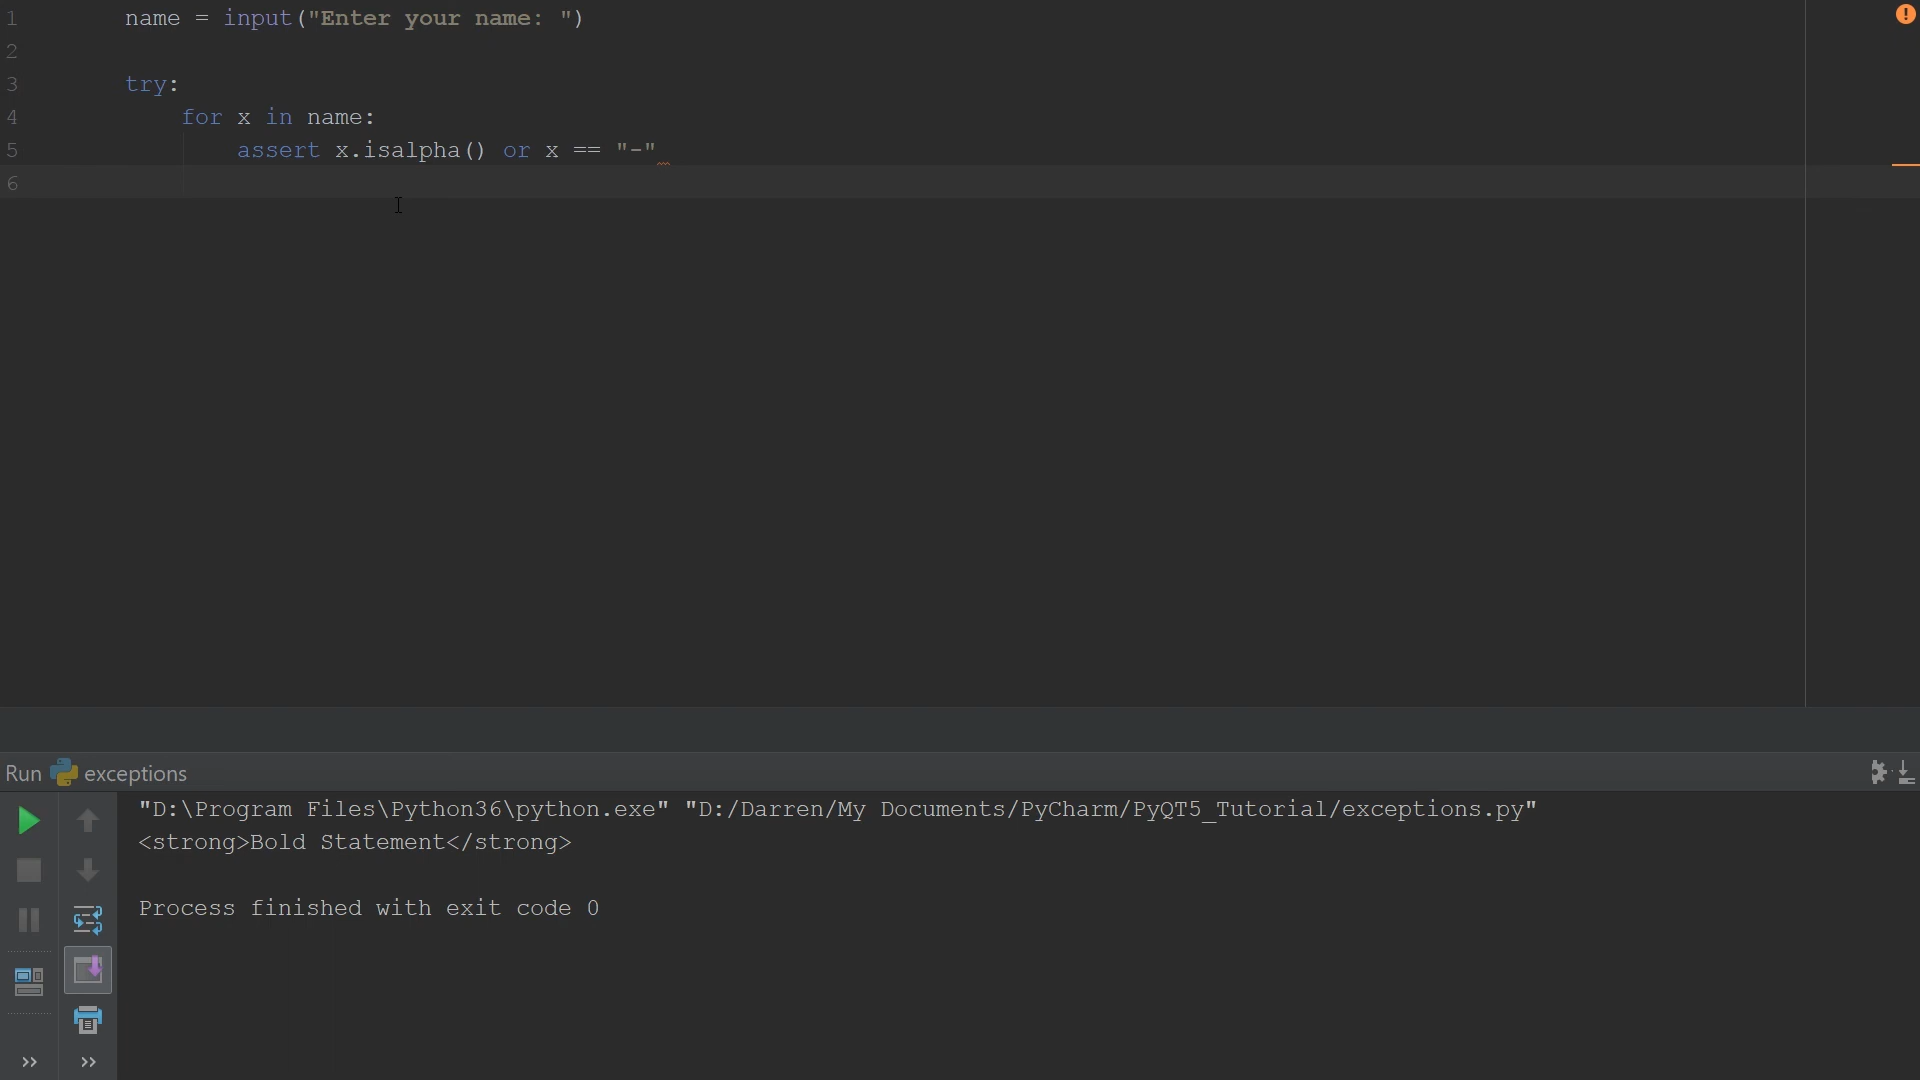 1 name = input("Enter your name: ")
2
3 try:
4 for x in name:
5 assert x.isalpha() or x == "-"
6
Run exceptions
"D:\Program Files\Python36\python.exe" "D:/Darren/My Documents/PyCharm/PyQT5_Tutorial/exceptions.py"
<strong>Bold Statement</strong>
Process finished with exit code 0